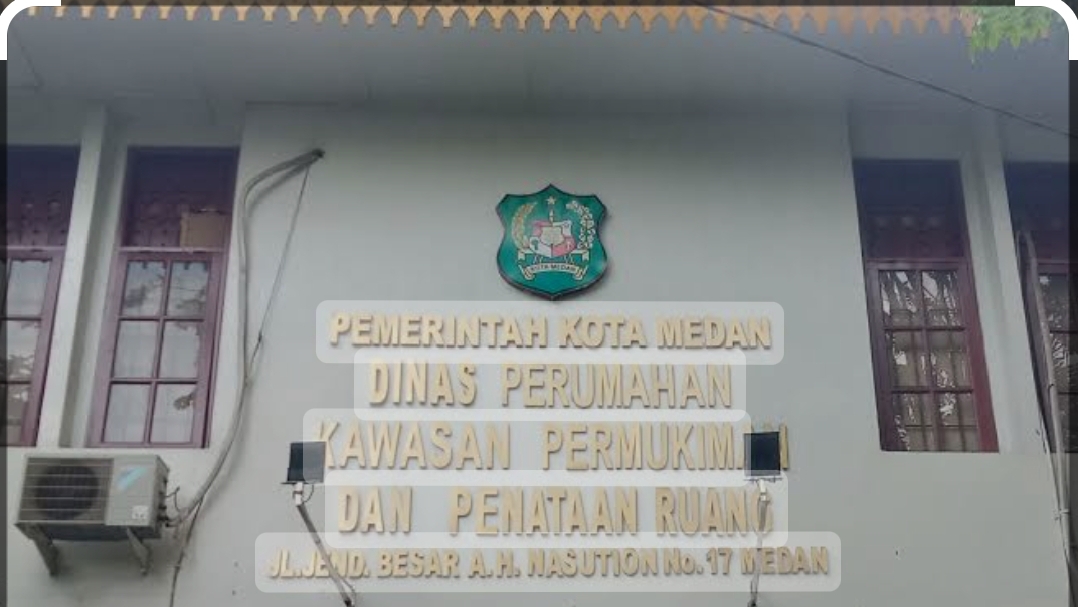 KOTA MEDAN
PEMERINTAH KOTA MEDAN
DINAS PERUMAHAN
KAWASAN PERMUKIMAN
DAN PENATAAN RUANG
JL.JEND. BESAR A.H. NASUTION No.17 MEDAN